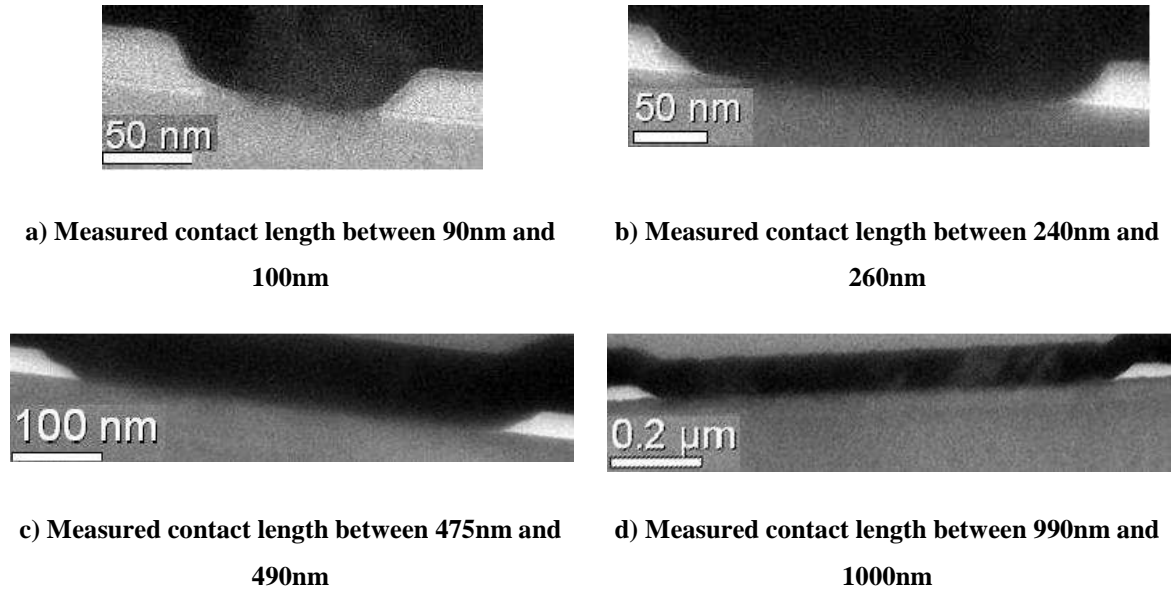 50 nm
50 nm
a) Measured contact length between 90nm and
100nm
b) Measured contact length between 240nm and
260nm
100 nm
0.2 µm
c) Measured contact length between 475nm and
490nm
d) Measured contact length between 990nm and
1000nm